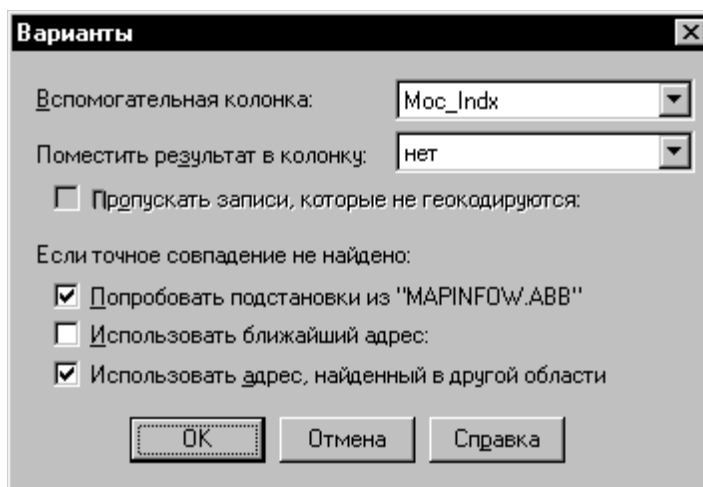 Варианты
Вспомогательная колонка: Moc_Indx
Поместить результат в колонку: нет
Пропускать записи, которые не геокодируются:
Если точное совпадение не найдено:
Попробовать подстановки из "MAPINFOW.ABB"
Использовать ближайший адрес:
Использовать адрес, найденный в другой области
OK Отмена Справка